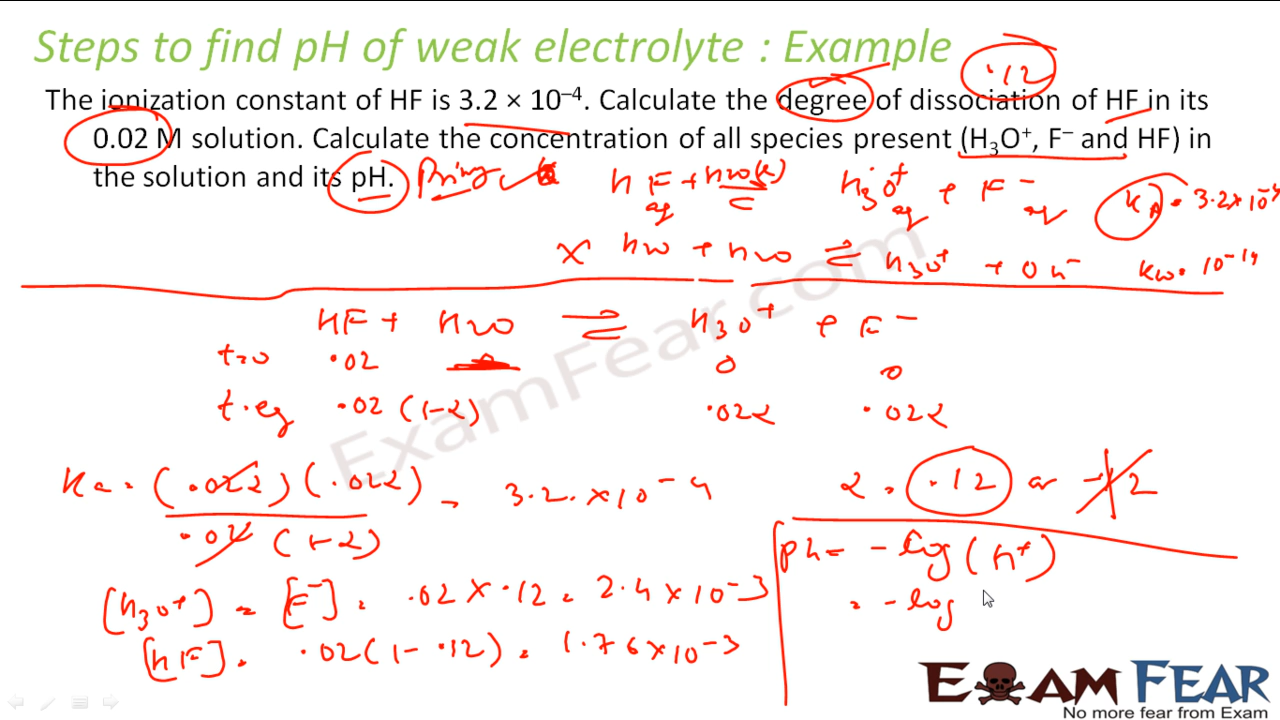 Steps to find pH of weak electrolyte : Example
.12
The ionization constant of HF is 3.2 × 10⁻⁴. Calculate the degree of dissociation of HF in its
0.02 M solution. Calculate the concentration of all species present (H₃O⁺, F⁻ and HF) in
the solution and its pH.
HF + H2O(l) ⇌ H3O+ + F-
aq aq aq
Ka = 3.2×10-4
H2O + H2O ⇌ H3O+ + OH-
Kw = 10-14
HF + H2O ⇌ H3O+ + F-
t=0 .02 0 0
t.eq .02 (1-α) .02α .02α
Ka = (.02α)(.02α) = 3.2 × 10-4
.02 (1-α)
α = .12 or
pH = -log(H+)
= -log
[H3O+] = [F-] = .02 × .12 = 2.4 × 10-3
[HF] = .02(1-.12) = 1.76×10-3
ExamFear.com
EXAM FEAR
No more fear from Exam